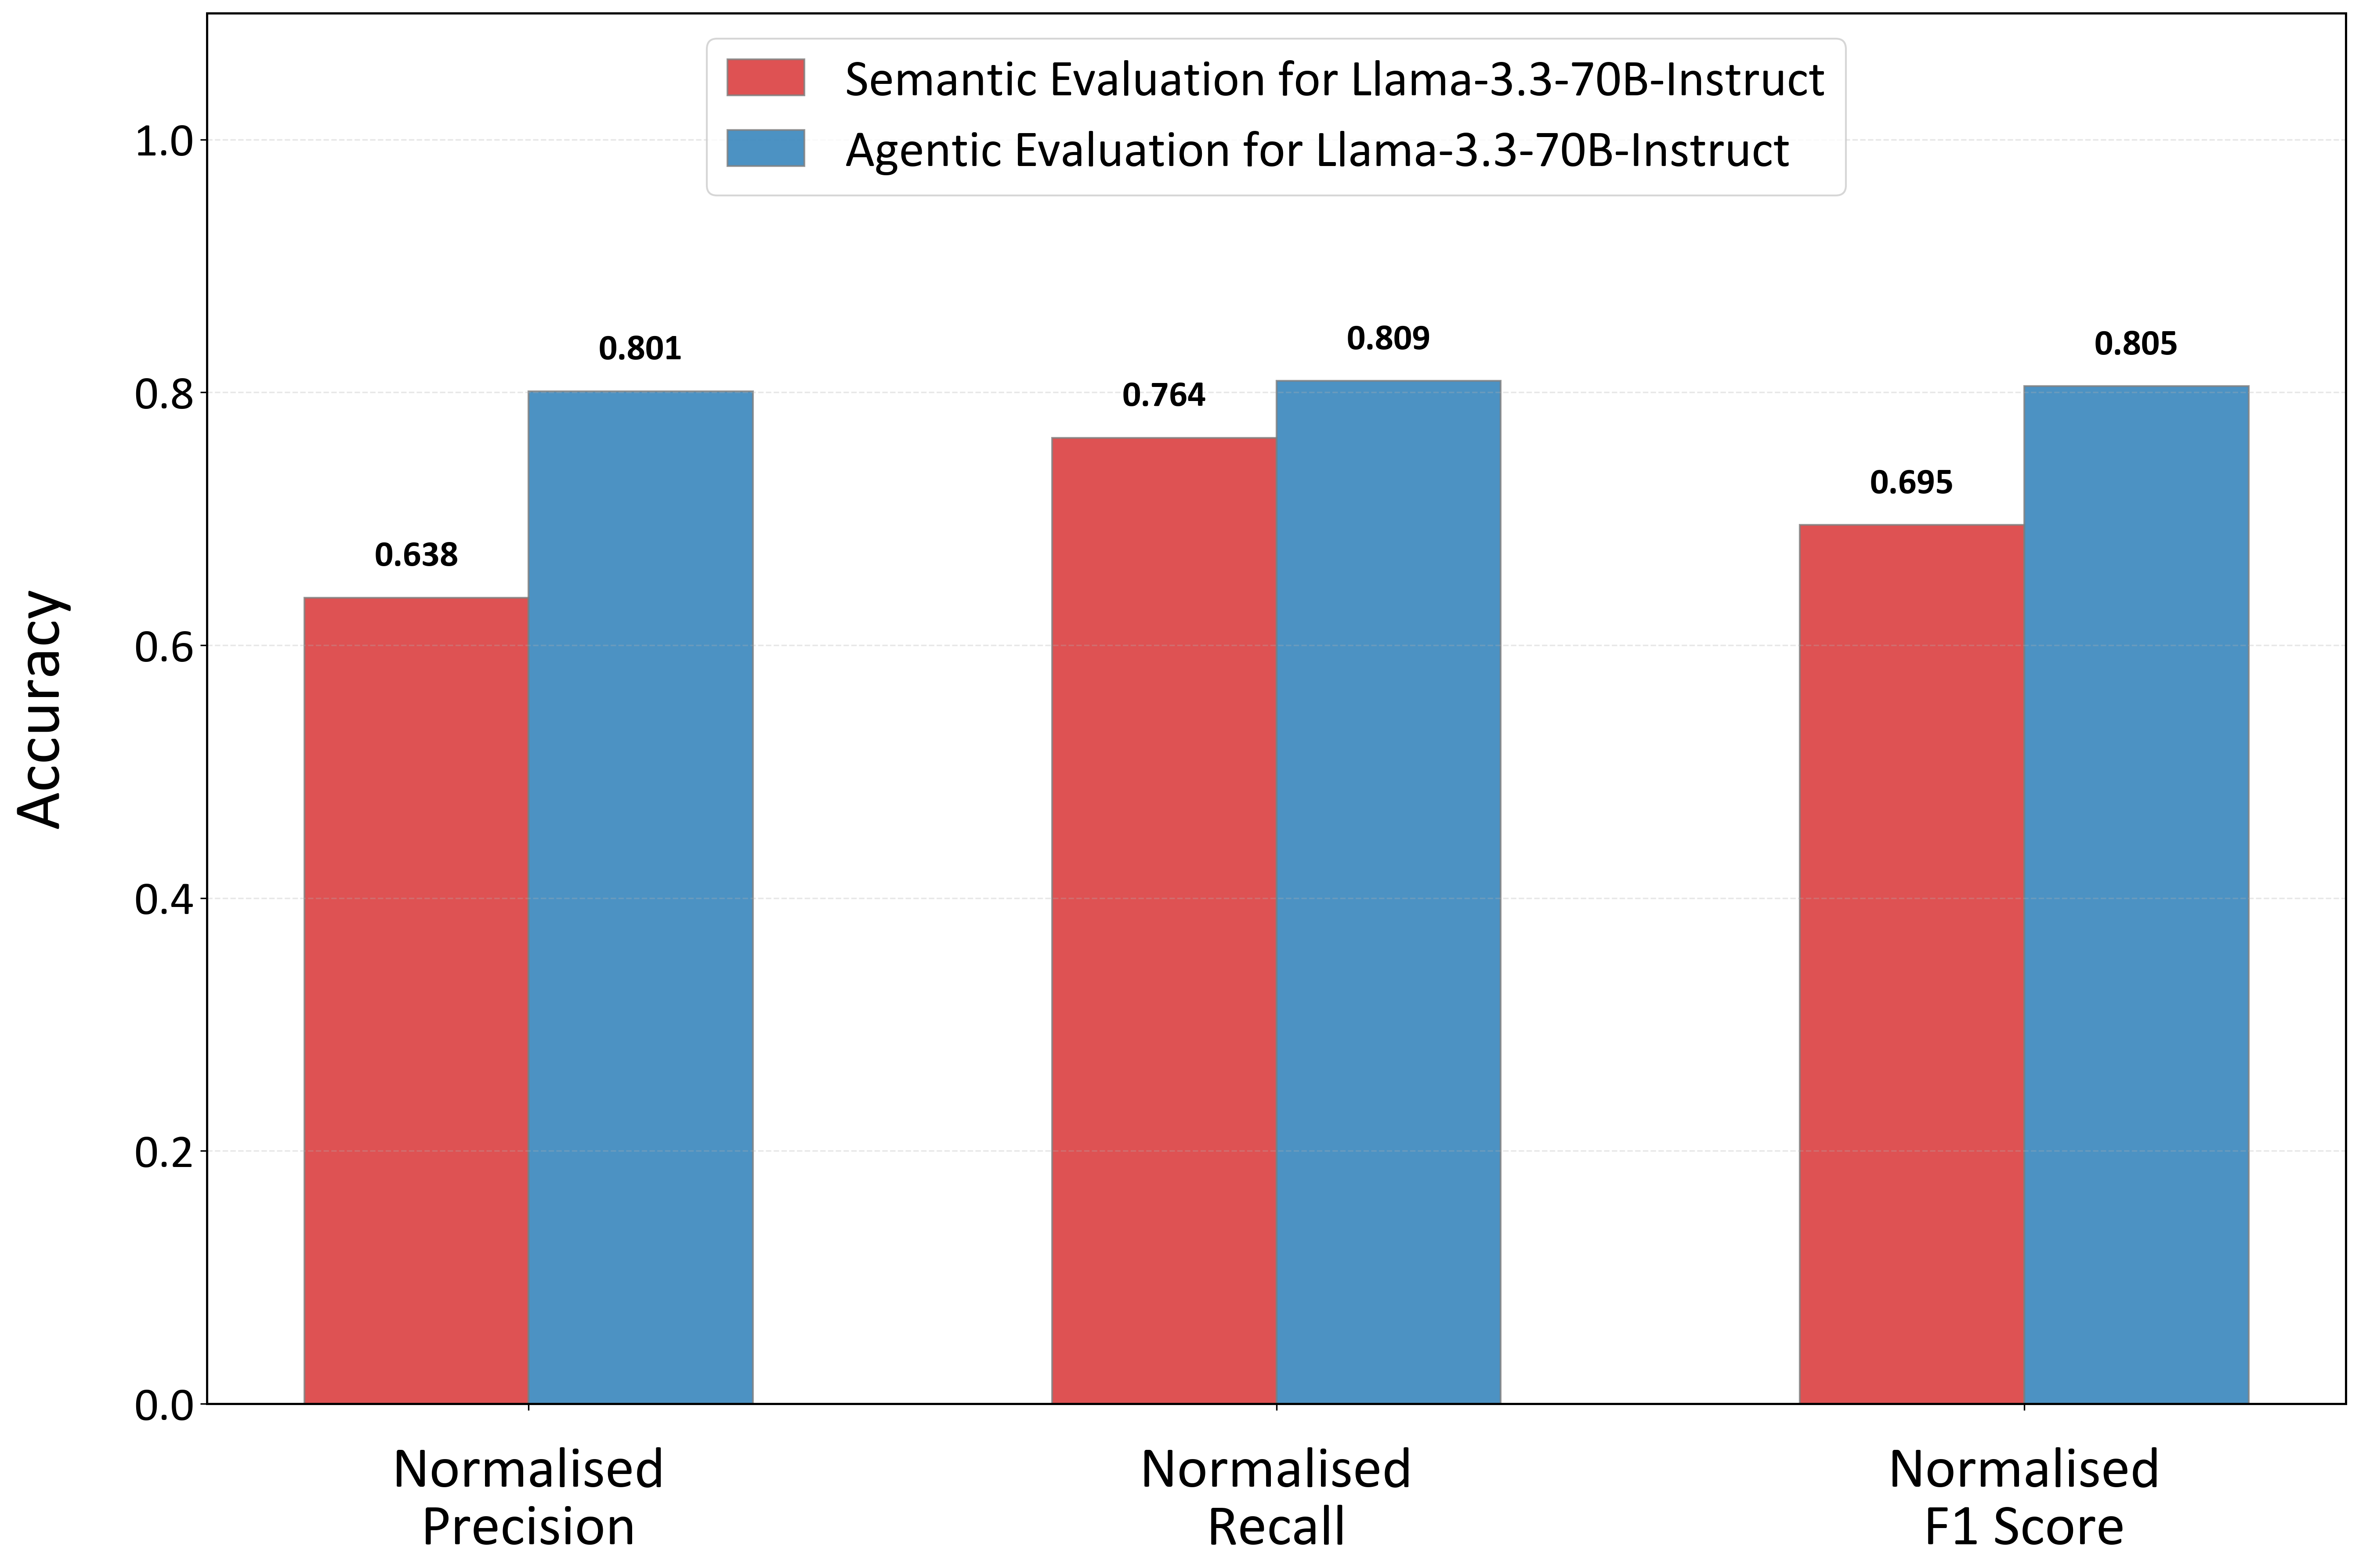 Semantic Evaluation for Llama-3.3-70B-Instruct
Agentic Evaluation for Llama-3.3-70B-Instruct
Accuracy
1.0
0.8
0.6
0.4
0.2
0.0
0.638
0.801
0.764
0.809
0.695
0.805
Normalised
Precision
Normalised
Recall
Normalised
F1 Score